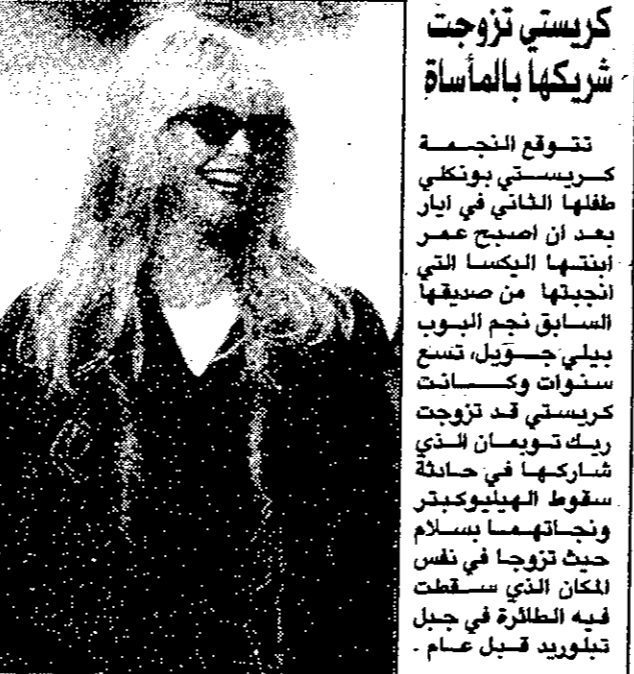 كريستي تزوجت
شريكها بالمأساة
تتوقع النجمة
كريستي بونكلي
طفلها الثاني في ايار
بعد ان اصبح عمر
ابنتها اليكسا التي
انجبتها من صديقها
السابق نجم البوب
بيلي جويل، تسع
سنوات وكانت
كريستي قد تزوجت
ريك توبمان الذي
شاركها في حادثة
سقوط الهيليوكبتر
ونجاتهما بسلام
حيث تزوجا في نفس
المكان الذي سقطت
فيه الطائرة في جبل
تبلوريد قبل عام .